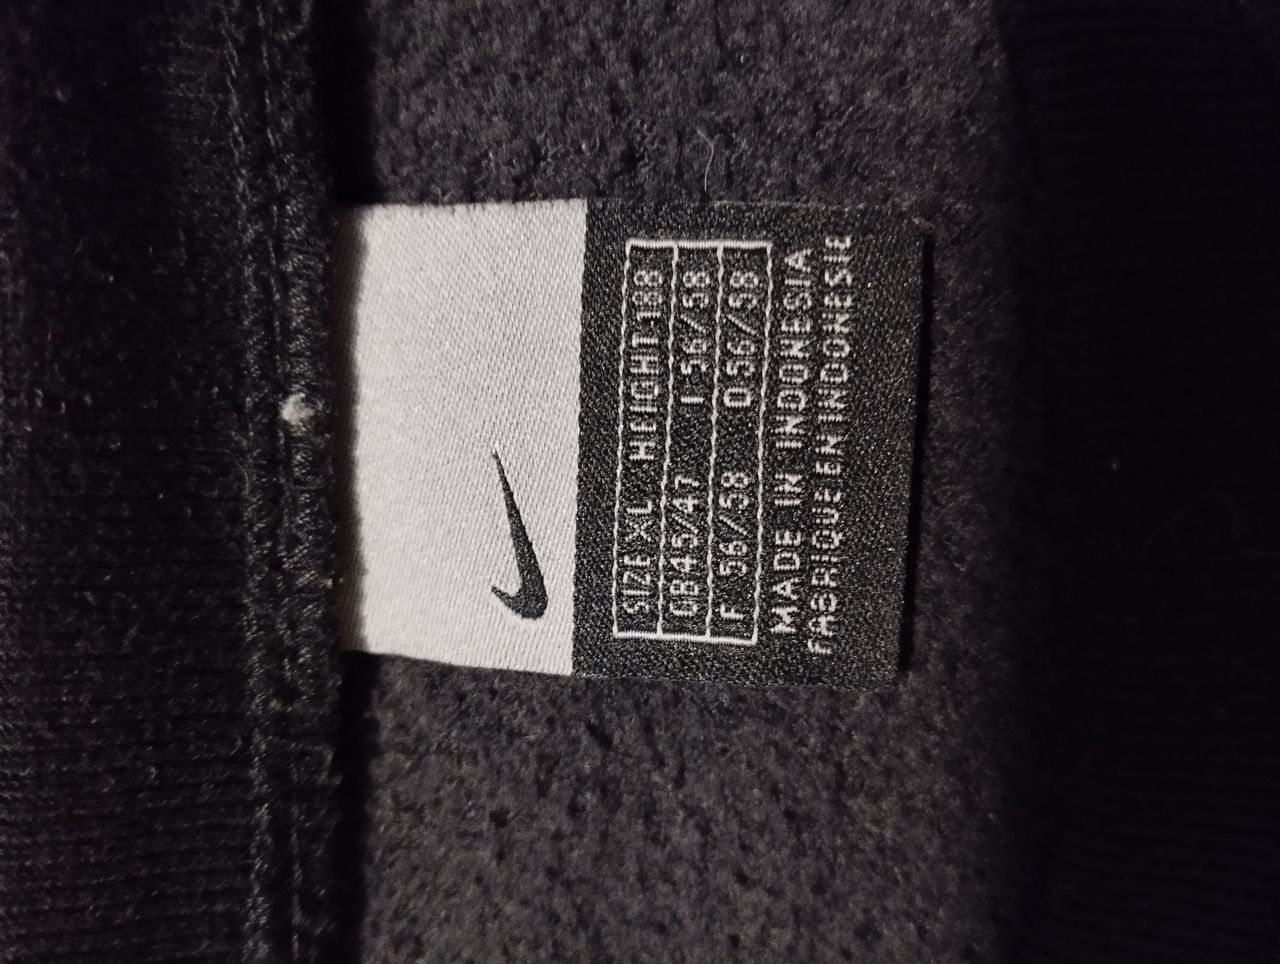 SIZE XL HEIGHT 188
GB 45/47 I 56/58
F 56/58 D 56/58
MADE IN INDONESIA
FABRIQUE EN INDONESIE